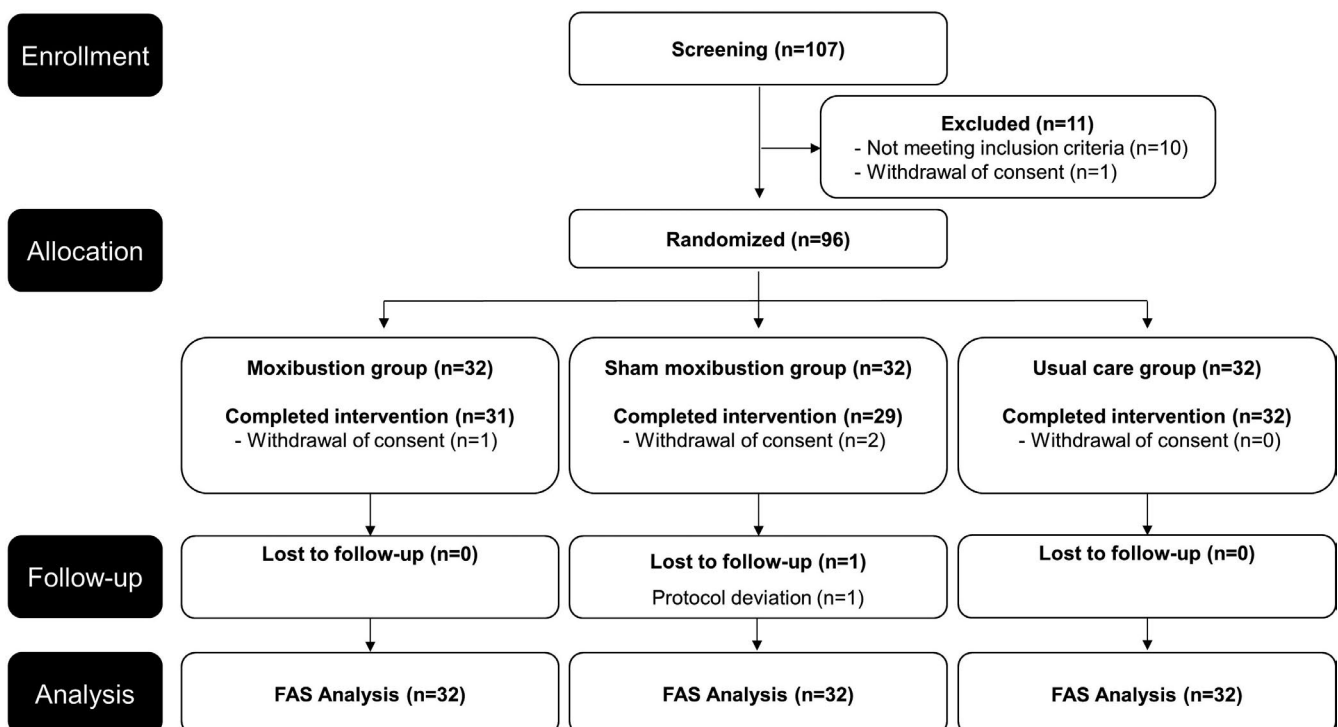 Enrollment
Screening (n=107)
Excluded (n=11)
- Not meeting inclusion criteria (n=10)
- Withdrawal of consent (n=1)
Allocation
Randomized (n=96)
Moxibustion group (n=32)
Completed intervention (n=31)
- Withdrawal of consent (n=1)
Sham moxibustion group (n=32)
Completed intervention (n=29)
- Withdrawal of consent (n=2)
Usual care group (n=32)
Completed intervention (n=32)
- Withdrawal of consent (n=0)
Follow-up
Lost to follow-up (n=0)
Lost to follow-up (n=1)
Protocol deviation (n=1)
Lost to follow-up (n=0)
Analysis
FAS Analysis (n=32)
FAS Analysis (n=32)
FAS Analysis (n=32)